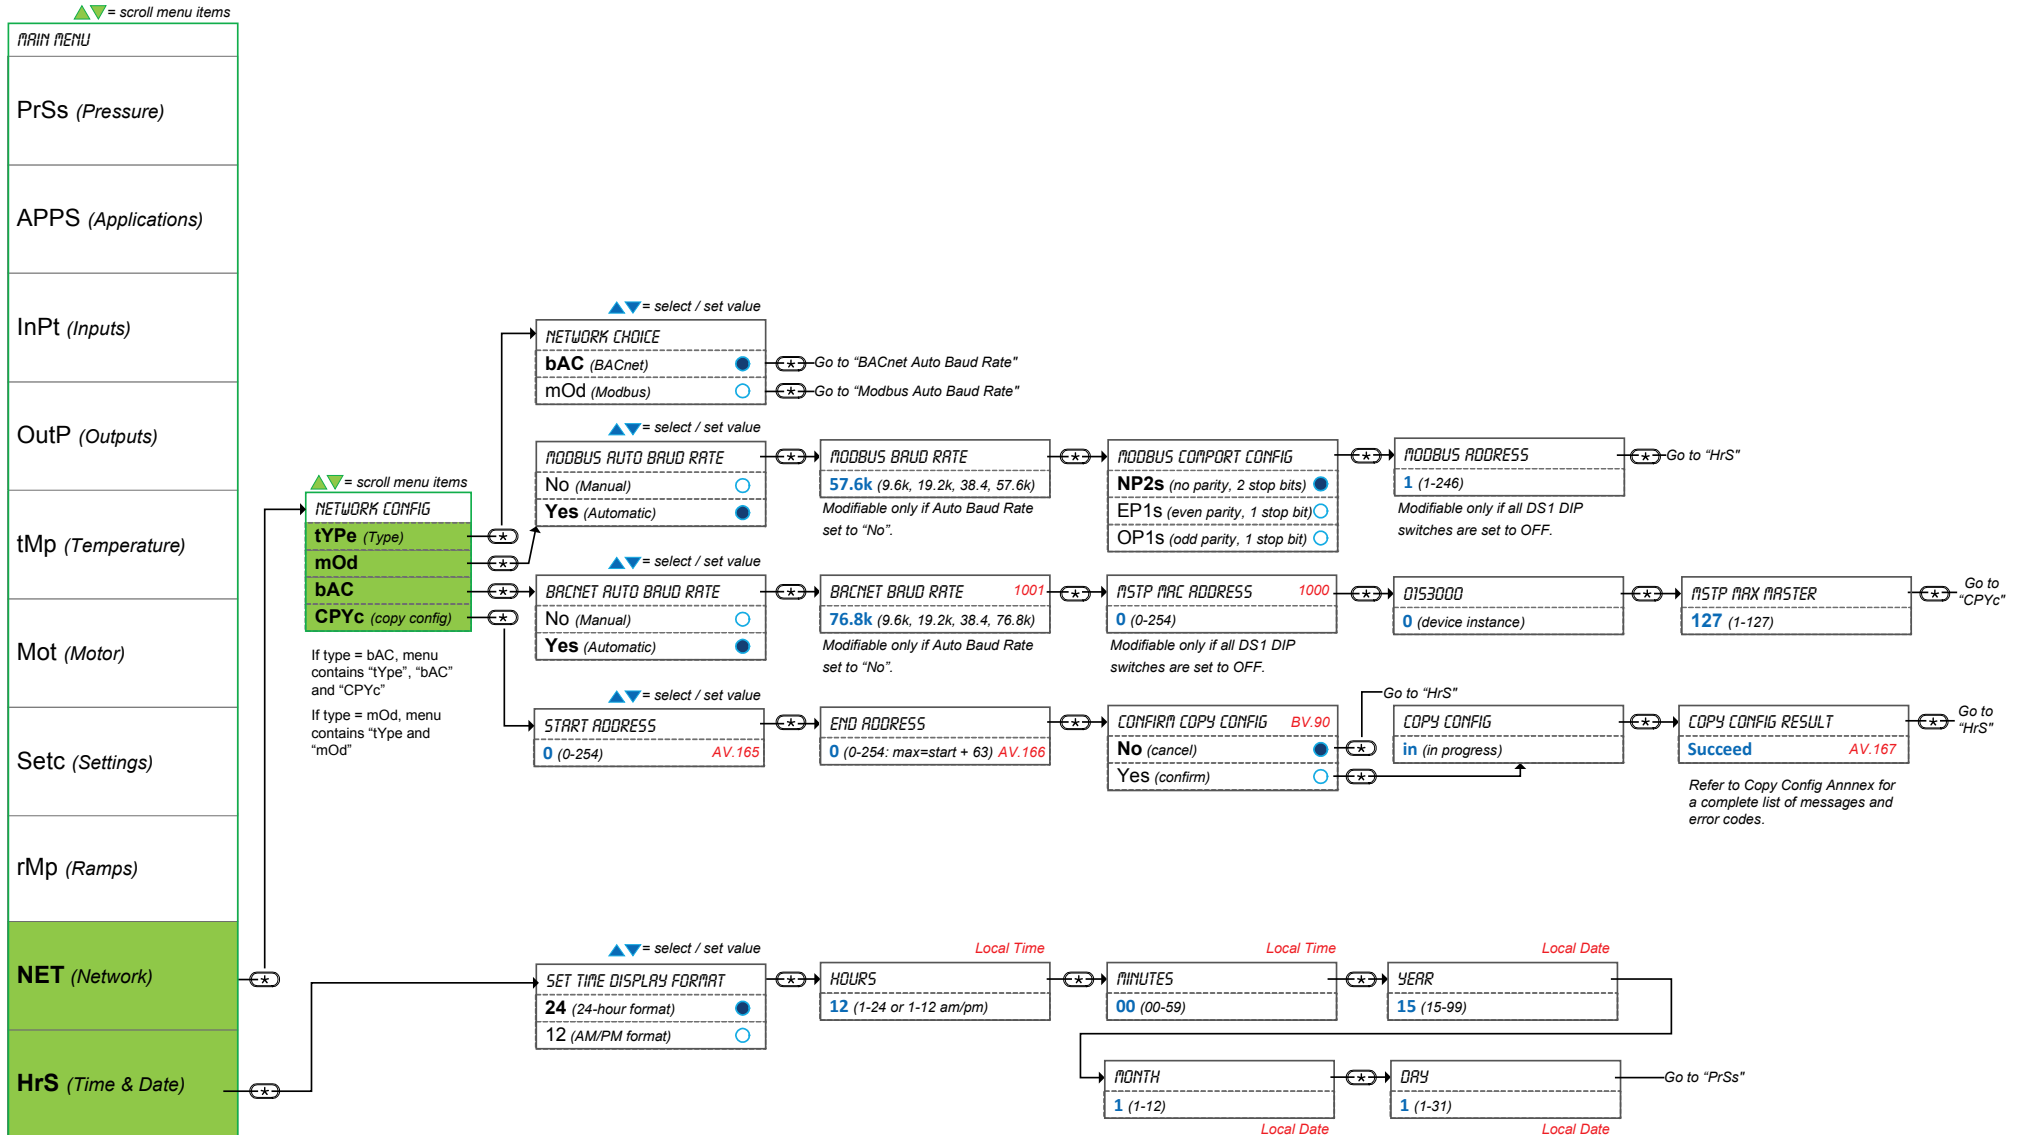 = scroll menu items
MAIN MENU
PrSs (Pressure)
APPS (Applications)
InPt (Inputs)
OutP (Outputs)
tMp (Temperature)
Mot (Motor)
Setc (Settings)
rMp (Ramps)
NET (Network)
*
HrS (Time & Date)
*
= scroll menu items
NETWORK CONFIG
tYPe (Type)
*
mOd
*
bAC
*
CPYc (copy config)
*
If type = bAC, menu
contains “tYpe”, “bAC”
and “CPYc”
If type = mOd, menu
contains “tYpe and
“mOd”
= select / set value
NETWORK CHOICE
bAC (BACnet)
* Go to “BACnet Auto Baud Rate"
mOd (Modbus)
* Go to “Modbus Auto Baud Rate"
= select / set value
MODBUS AUTO BAUD RATE
No (Manual)
Yes (Automatic)
*
MODBUS BAUD RATE
57.6k (9.6k, 19.2k, 38.4, 57.6k)
Modifiable only if Auto Baud Rate
set to “No”.
*
MODBUS COMPORT CONFIG
NP2s (no parity, 2 stop bits)
EP1s (even parity, 1 stop bit)
OP1s (odd parity, 1 stop bit)
*
MODBUS ADDRESS
1 (1-246)
Modifiable only if all DS1 DIP
switches are set to OFF.
* Go to “HrS"
= select / set value
BACNET AUTO BAUD RATE
No (Manual)
Yes (Automatic)
*
BACNET BAUD RATE 1001
76.8k (9.6k, 19.2k, 38.4, 76.8k)
Modifiable only if Auto Baud Rate
set to “No”.
*
MSTP MAC ADDRESS 1000
0 (0-254)
Modifiable only if all DS1 DIP
switches are set to OFF.
*
0153000
0 (device instance)
*
MSTP MAX MASTER
127 (1-127)
* Go to
“CPYc”
= select / set value
START ADDRESS
0 (0-254) AV.165
*
END ADDRESS
0 (0-254: max=start + 63) AV.166
*
CONFIRM COPY CONFIG BV.90
No (cancel)
*
Go to “HrS"
Yes (confirm)
*
COPY CONFIG
in (in progress)
*
COPY CONFIG RESULT
Succeed AV.167
Refer to Copy Config Annnex for
a complete list of messages and
error codes.
* Go to
“HrS”
= select / set value
SET TIME DISPLAY FORMAT
24 (24-hour format)
12 (AM/PM format)
*
Local Time
HOURS
12 (1-24 or 1-12 am/pm)
*
Local Time
MINUTES
00 (00-59)
*
Local Date
YEAR
15 (15-99)
MONTH
1 (1-12)
Local Date
*
DAY
1 (1-31)
Local Date
Go to “PrSs"